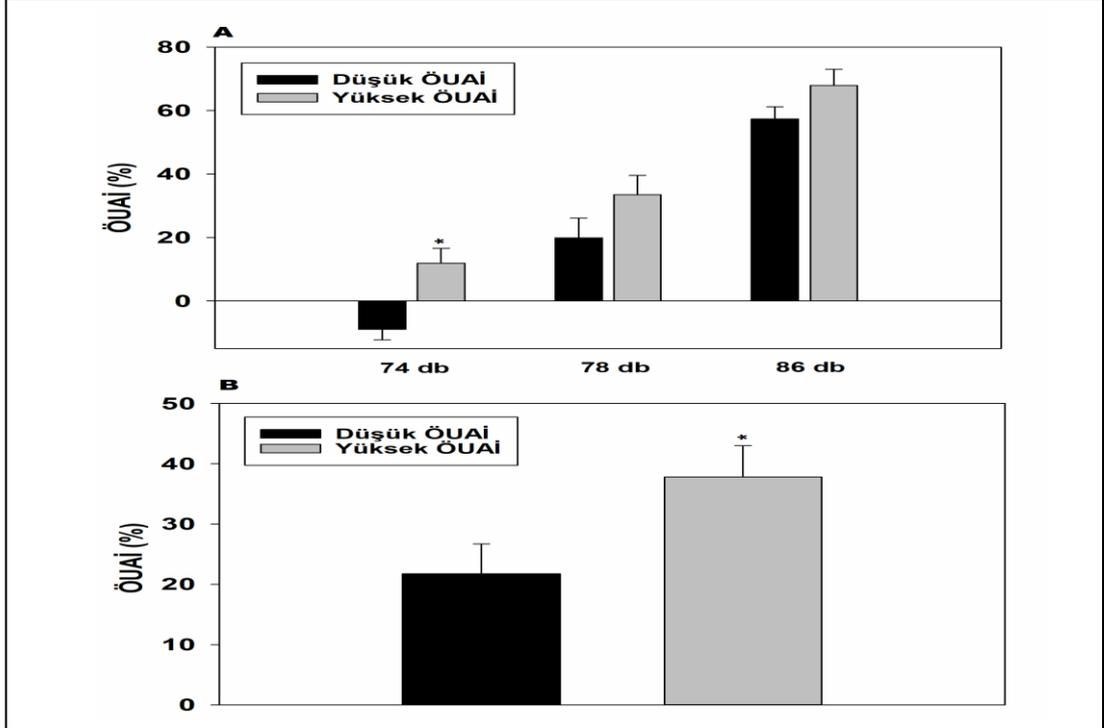 A
80
60
40
20
0
ÖUAİ (%)
Düşük ÖUAİ
Yüksek ÖUAİ
*
74 db 78 db 86 db
B
50
40
30
20
10
0
ÖUAİ (%)
Düşük ÖUAİ
Yüksek ÖUAİ
*